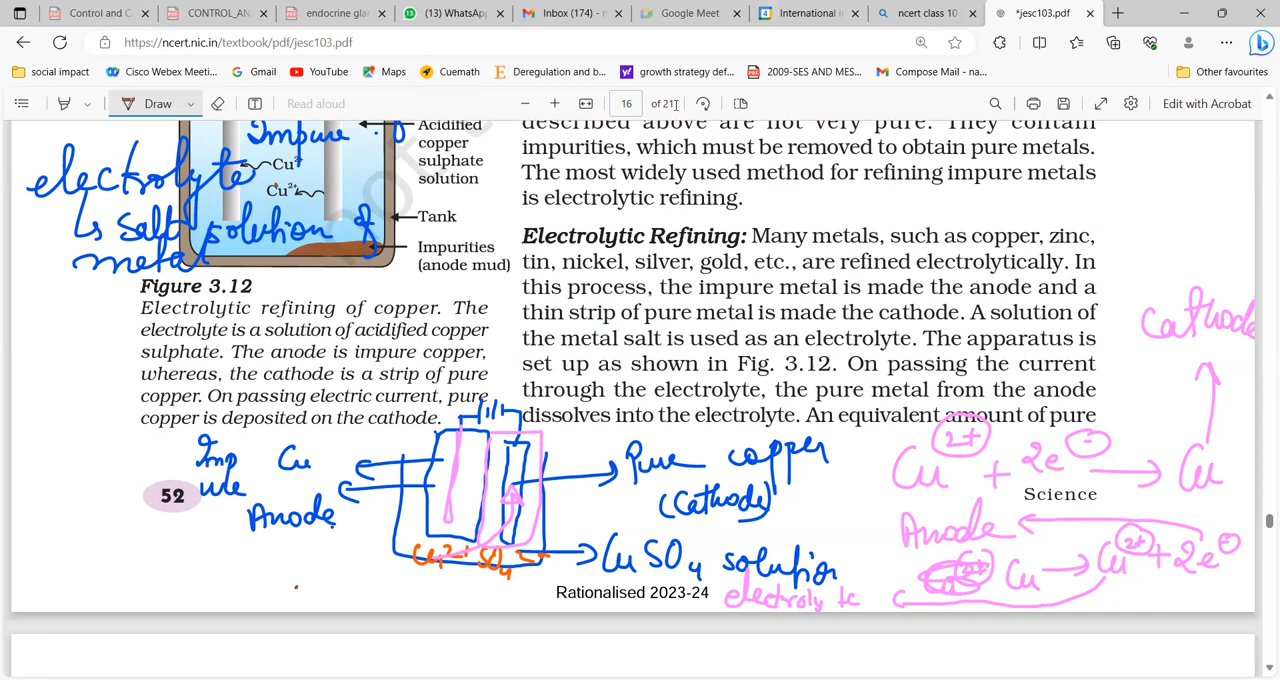 Control and C
CONTROL_AN
endocrine glar
(13) WhatsAp
Inbox (174) - n
Google Meet
International i
ncert class 10
*jesc103.pdf
https://ncert.nic.in/textbook/pdf/jesc103.pdf
social impact
Cisco Webex Meeti...
Gmail
YouTube
Maps
Cuemath
Deregulation and b...
growth strategy def...
2009-SES AND MES...
Compose Mail - na...
Other favourites
Draw
Read aloud
16 of 21
Edit with Acrobat
Acidified
copper
sulphate
solution
Tank
Impurities
(anode mud)
Cu2+
Cu2+
Impure
electrolyte
↳ salt solution of
metal
Figure 3.12
Electrolytic refining of copper. The
electrolyte is a solution of acidified copper
sulphate. The anode is impure copper,
whereas, the cathode is a strip of pure
copper. On passing electric current, pure
copper is deposited on the cathode.
described above are not very pure. They contain
impurities, which must be removed to obtain pure metals.
The most widely used method for refining impure metals
is electrolytic refining.
Electrolytic Refining: Many metals, such as copper, zinc,
tin, nickel, silver, gold, etc., are refined electrolytically. In
this process, the impure metal is made the anode and a
thin strip of pure metal is made the cathode. A solution of
the metal salt is used as an electrolyte. The apparatus is
set up as shown in Fig. 3.12. On passing the current
through the electrolyte, the pure metal from the anode
dissolves into the electrolyte. An equivalent amount of pure
Cathode
Cu2+ + 2e- → Cu
Imp
ure
Cu
Anode
Pure copper
(Cathode)
CuSO4 solution
electrolyte
Cu2+ SO4 2-
Anode
Cu → Cu2+ + 2e-
52
Science
Rationalised 2023-24